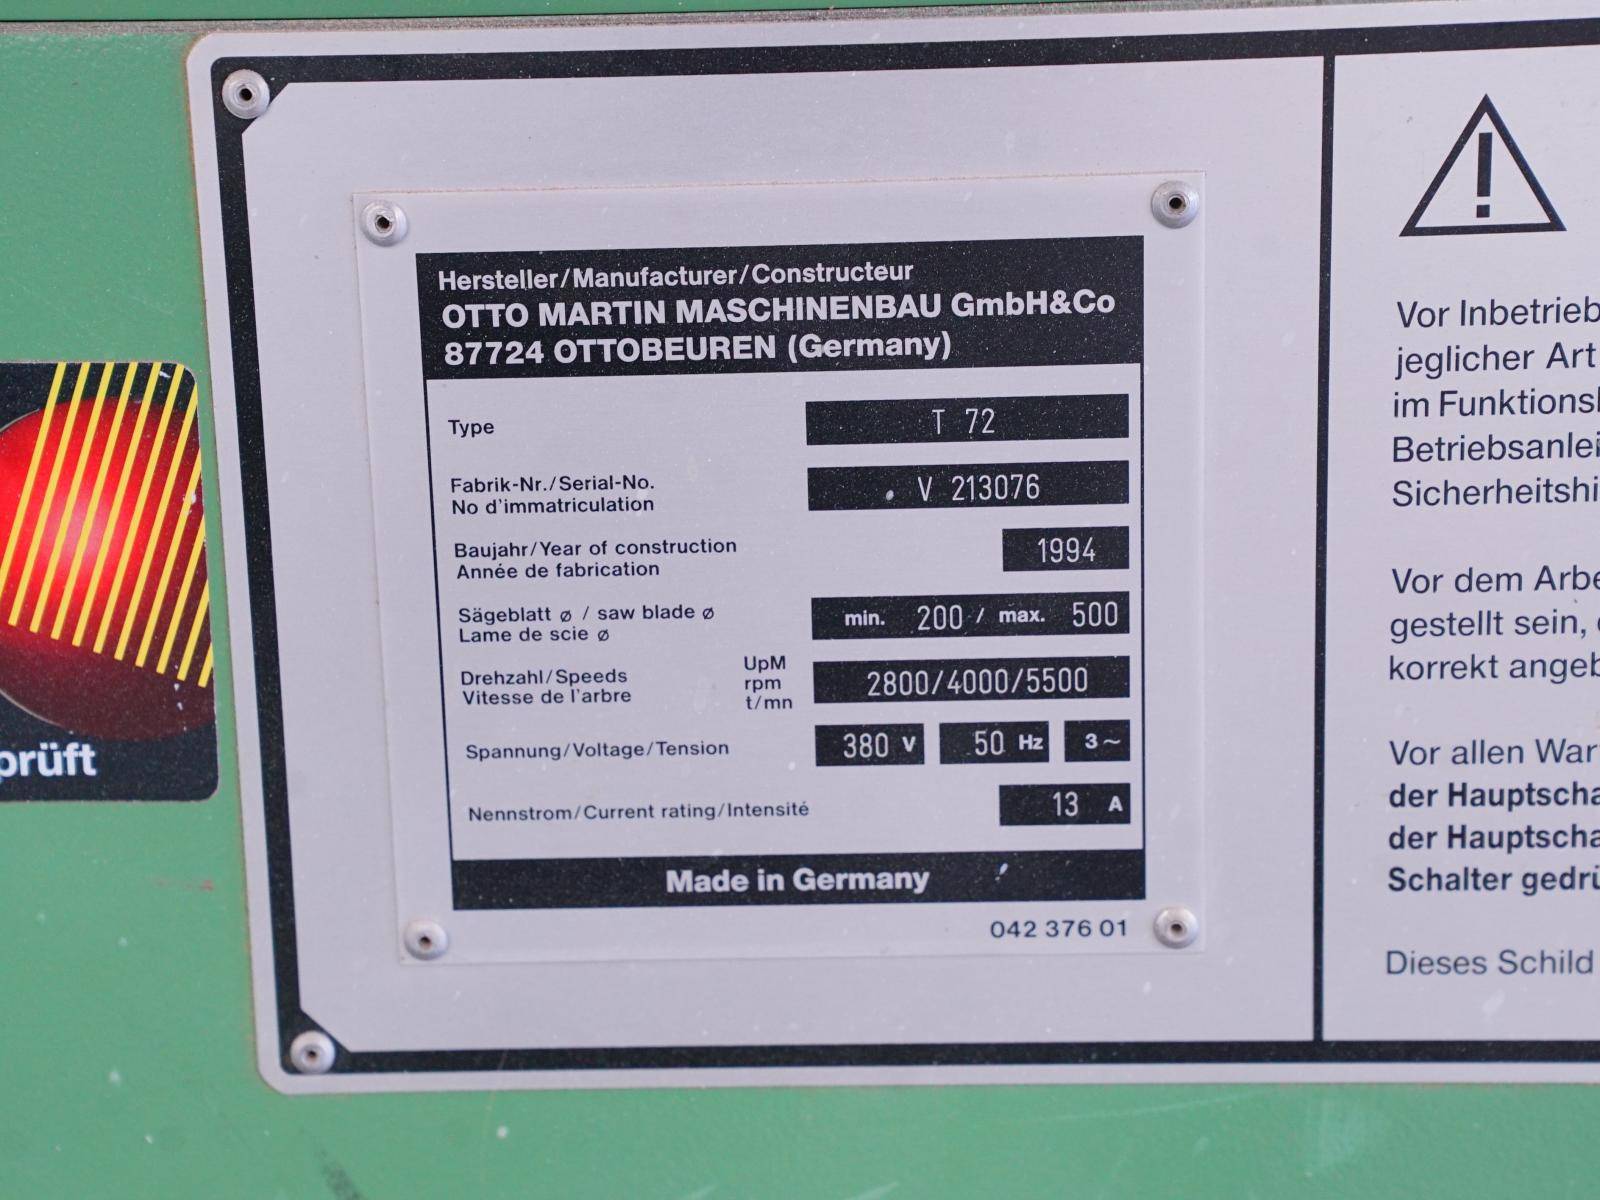 Hersteller/Manufacturer/Constructeur
OTTO MARTIN MASCHINENBAU GmbH&Co
87724 OTTOBEUREN (Germany)
Type T 72
Fabrik-Nr./Serial-No.
No d'immatriculation
V 213076
Baujahr/Year of construction
Année de fabrication
1994
Sägeblatt ⌀ / saw blade ⌀
Lame de scie ⌀
min. 200 / max. 500
Drehzahl/Speeds
Vitesse de l'arbre
UpM
rpm
t/mn
2800/4000/5500
Spannung/Voltage/Tension 380 V 50 Hz 3~
Nennstrom/Current rating/Intensité 13 A
Made in Germany
042 376 01
prüft
Vor Inbetrieb
jeglicher Art
im Funktions
Betriebsanlei
Sicherheitshi
Vor dem Arbe
gestellt sein,
korrekt angeb
Vor allen War
der Hauptscha
der Hauptscha
Schalter gedrü
Dieses Schild